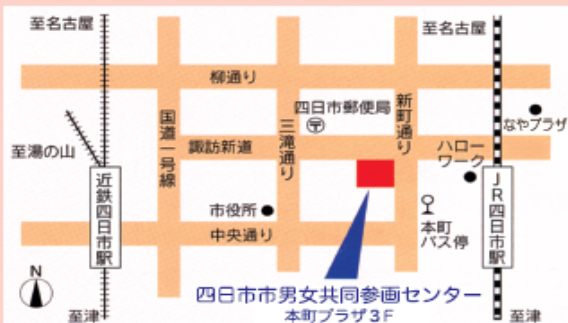 至名古屋
至名古屋
柳通り
四日市郵便局
〒
新町通り
なやプラザ
国道一号線
諏訪新道
三滝通り
ハロー
ワーク
至湯の山
近鉄四日市駅
JR四日市駅
市役所
中央通り
本町
バス停
N
四日市市男女共同参画センター
本町プラザ3F
至津
至津